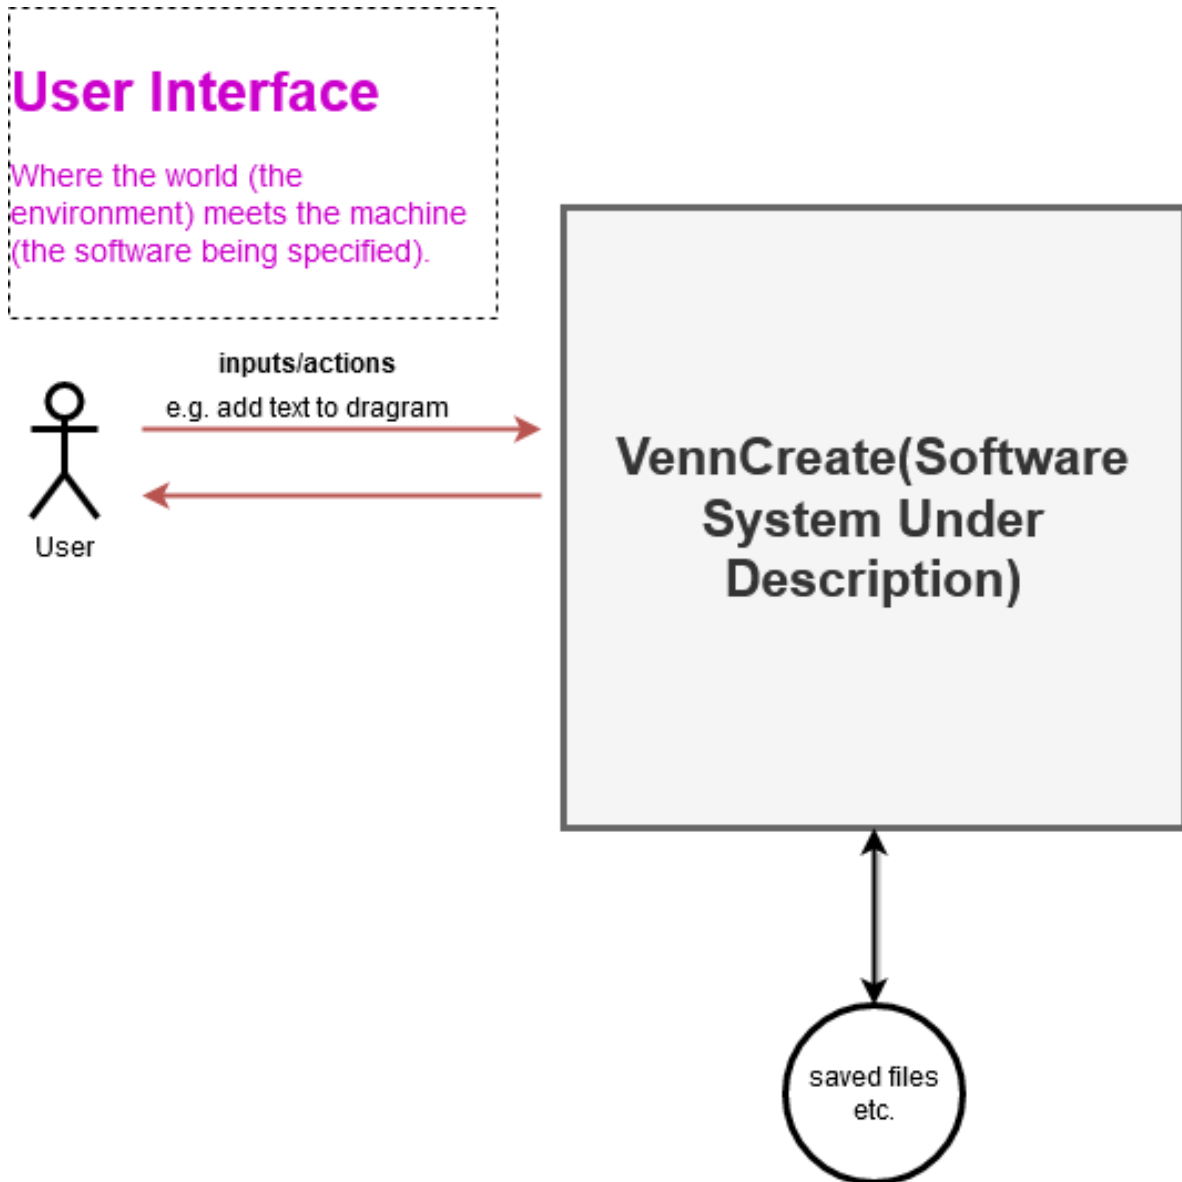 User Interface
Where the world (the
environment) meets the machine
(the software being specified).
inputs/actions
e.g. add text to dragram
User
VennCreate(Software
System Under
Description)
saved files
etc.